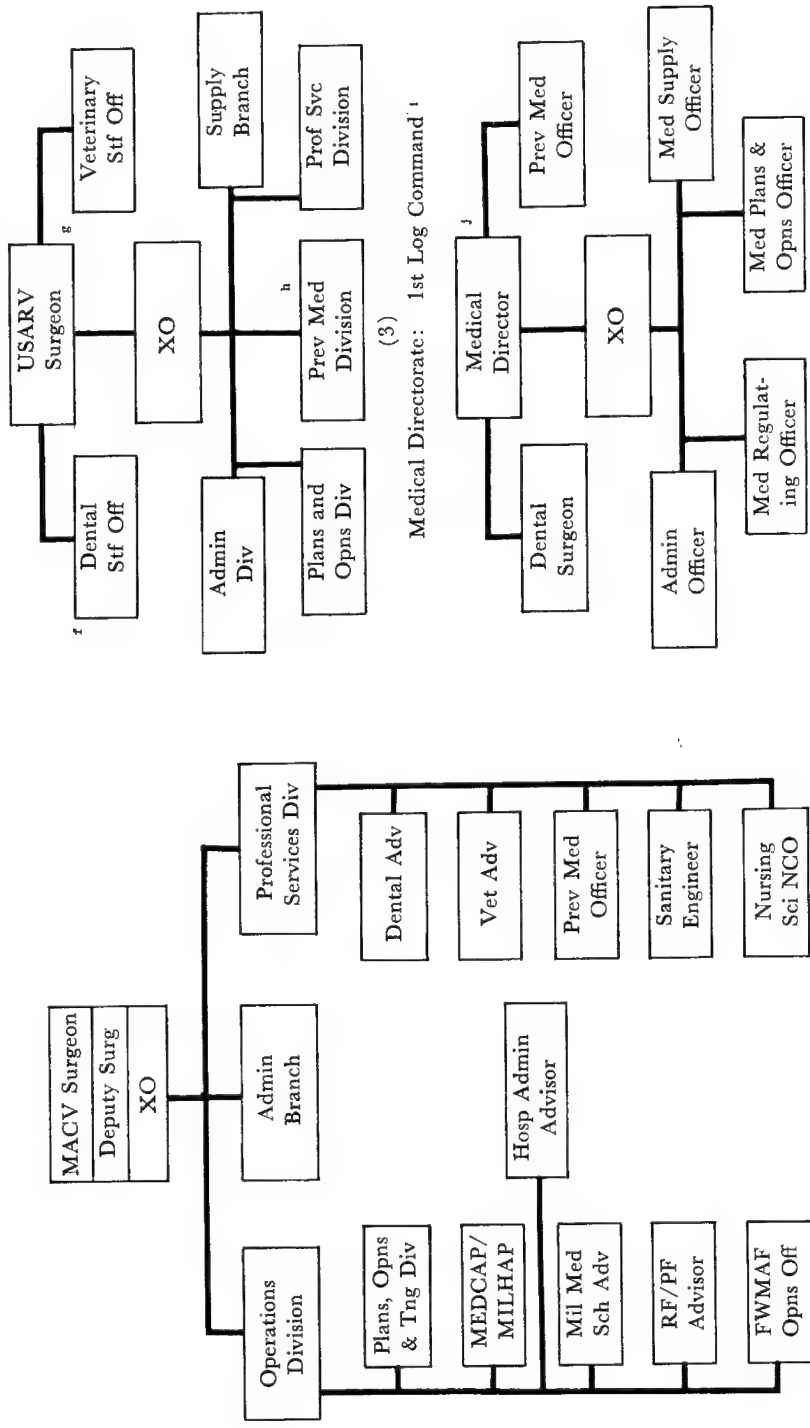 MACV Surgeon
Deputy Surg
XO
Operations
Division
Admin
Branch
Professional
Services Div
Plans, Opns
& Tng Div
MEDCAP/
MILHAP
Hosp Admin
Advisor
Mil Med
Sch Adv
RF/PF
Advisor
FWMAF
Opns Off
Dental Adv
Vet Adv
Prev Med
Officer
Sanitary
Engineer
Nursing
Sci NCO
f
Dental
Stf Off
USARV
Surgeon
g
Veterinary
Stf Off
XO
Admin
Div
Supply
Branch
Plans and
Opns Div
Prev Med
Division
h
Prof Svc
Division
(3)
Medical Directorate: 1st Log Command i
Dental
Surgeon
Medical
Director
j
Prev Med
Officer
XO
Admin
Officer
Med Supply
Officer
Med Regulat-
ing Officer
Med Plans &
Opns Officer